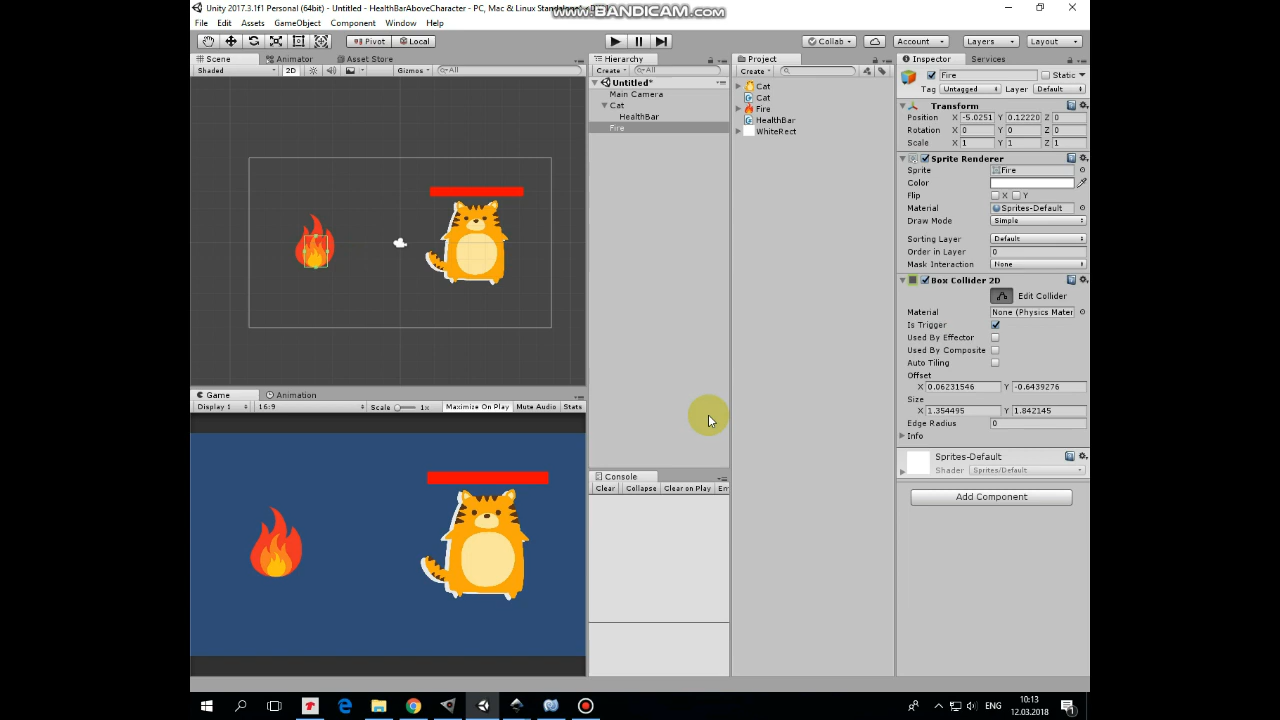 Unity 2017.3.1f1 Personal (64bit) - Untitled - HealthBarAboveCharacter - PC, Mac & Linux Standalone
www.BANDICAM.com
File Edit Assets GameObject Component Window Help
Pivot Local Collab Account Layers Layout
Scene Animator Asset Store
Shaded 2D Gizmos All
Game Animation
Display 1 16:9 Scale 1x Maximize On Play Mute Audio Stats
Hierarchy
Create All
Untitled*
Main Camera
Cat
HealthBar
Fire
Console
Clear Collapse Clear on Play
Project
Create
Cat
Cat
Fire
HealthBar
WhiteRect
Inspector Services
Fire Static
Tag Untagged Layer Default
Transform
Position X -5.0251 Y 0.12220 Z 0
Rotation X 0 Y 0 Z 0
Scale X 1 Y 1 Z 1
Sprite Renderer
Sprite Fire
Color
Flip X Y
Material Sprites-Default
Draw Mode Simple
Sorting Layer Default
Order in Layer 0
Mask Interaction None
Box Collider 2D
Edit Collider
Material None (Physics Mater
Is Trigger
Used By Effector
Used By Composite
Auto Tiling
Offset
X 0.06231546 Y -0.6439276
Size
X 1.354495 Y 1.842145
Edge Radius 0
Info
Sprites-Default
Shader Sprites/Default
Add Component
ENG 10:13
12.03.2018